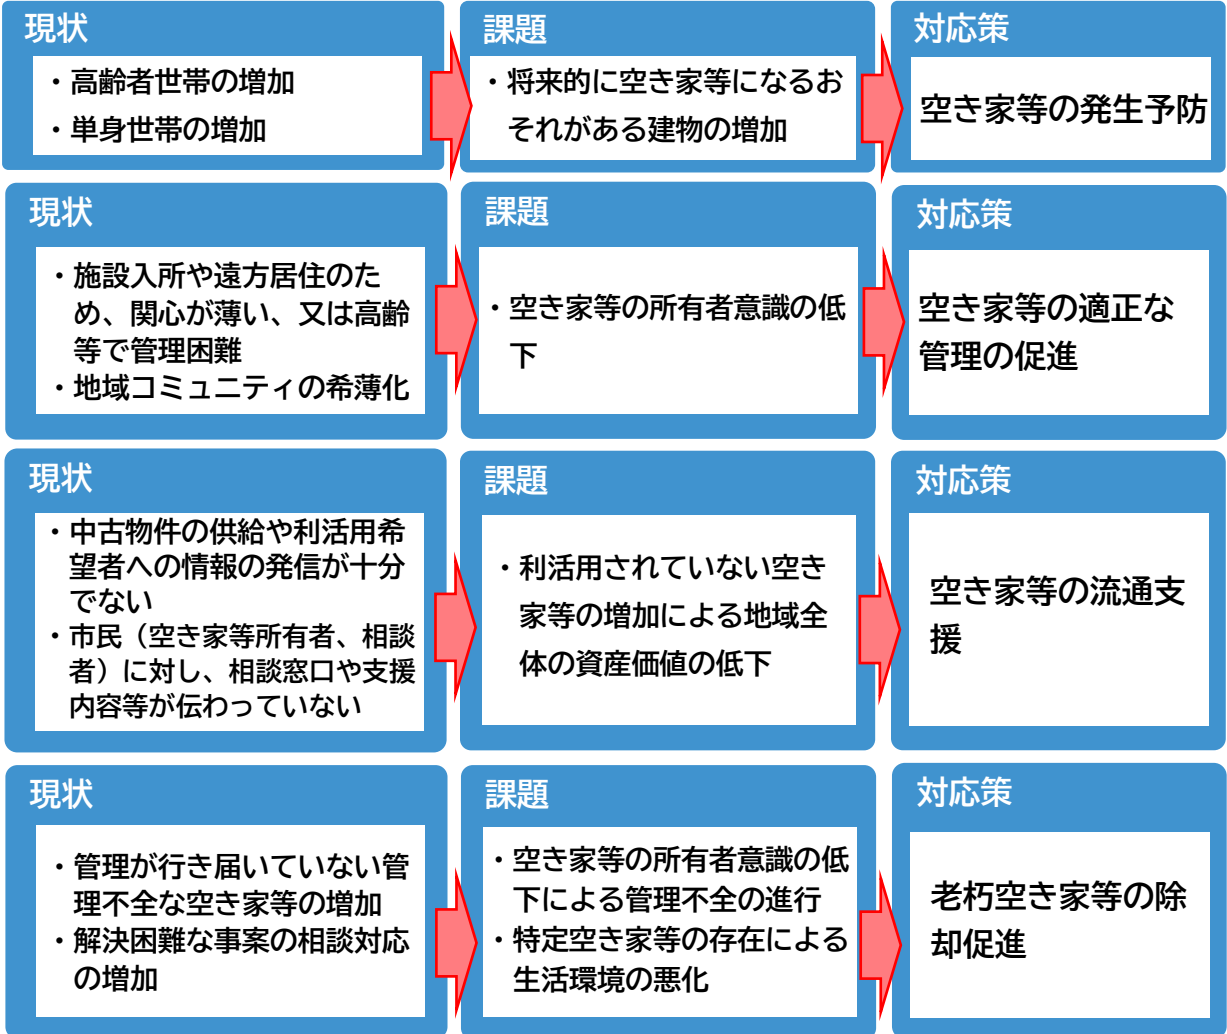 現状
・高齢者世帯の増加
・単身世帯の増加
課題
・将来的に空き家等になるお
それがある建物の増加
対応策
空き家等の発生予防
現状
・施設入所や遠方居住のた
め、関心が薄い、又は高齢
等で管理困難
・地域コミュニティの希薄化
課題
・空き家等の所有者意識の低
下
対応策
空き家等の適正な
管理の促進
現状
・中古物件の供給や利活用希
望者への情報の発信が十分
でない
・市民（空き家等所有者、相談
者）に対し、相談窓口や支援
内容等が伝わっていない
課題
・利活用されていない空き
家等の増加による地域全
体の資産価値の低下
対応策
空き家等の流通支
援
現状
・管理が行き届いていない管
理不全な空き家等の増加
・解決困難な事案の相談対応
の増加
課題
・空き家等の所有者意識の低
下による管理不全の進行
・特定空き家等の存在による
生活環境の悪化
対応策
老朽空き家等の除
却促進